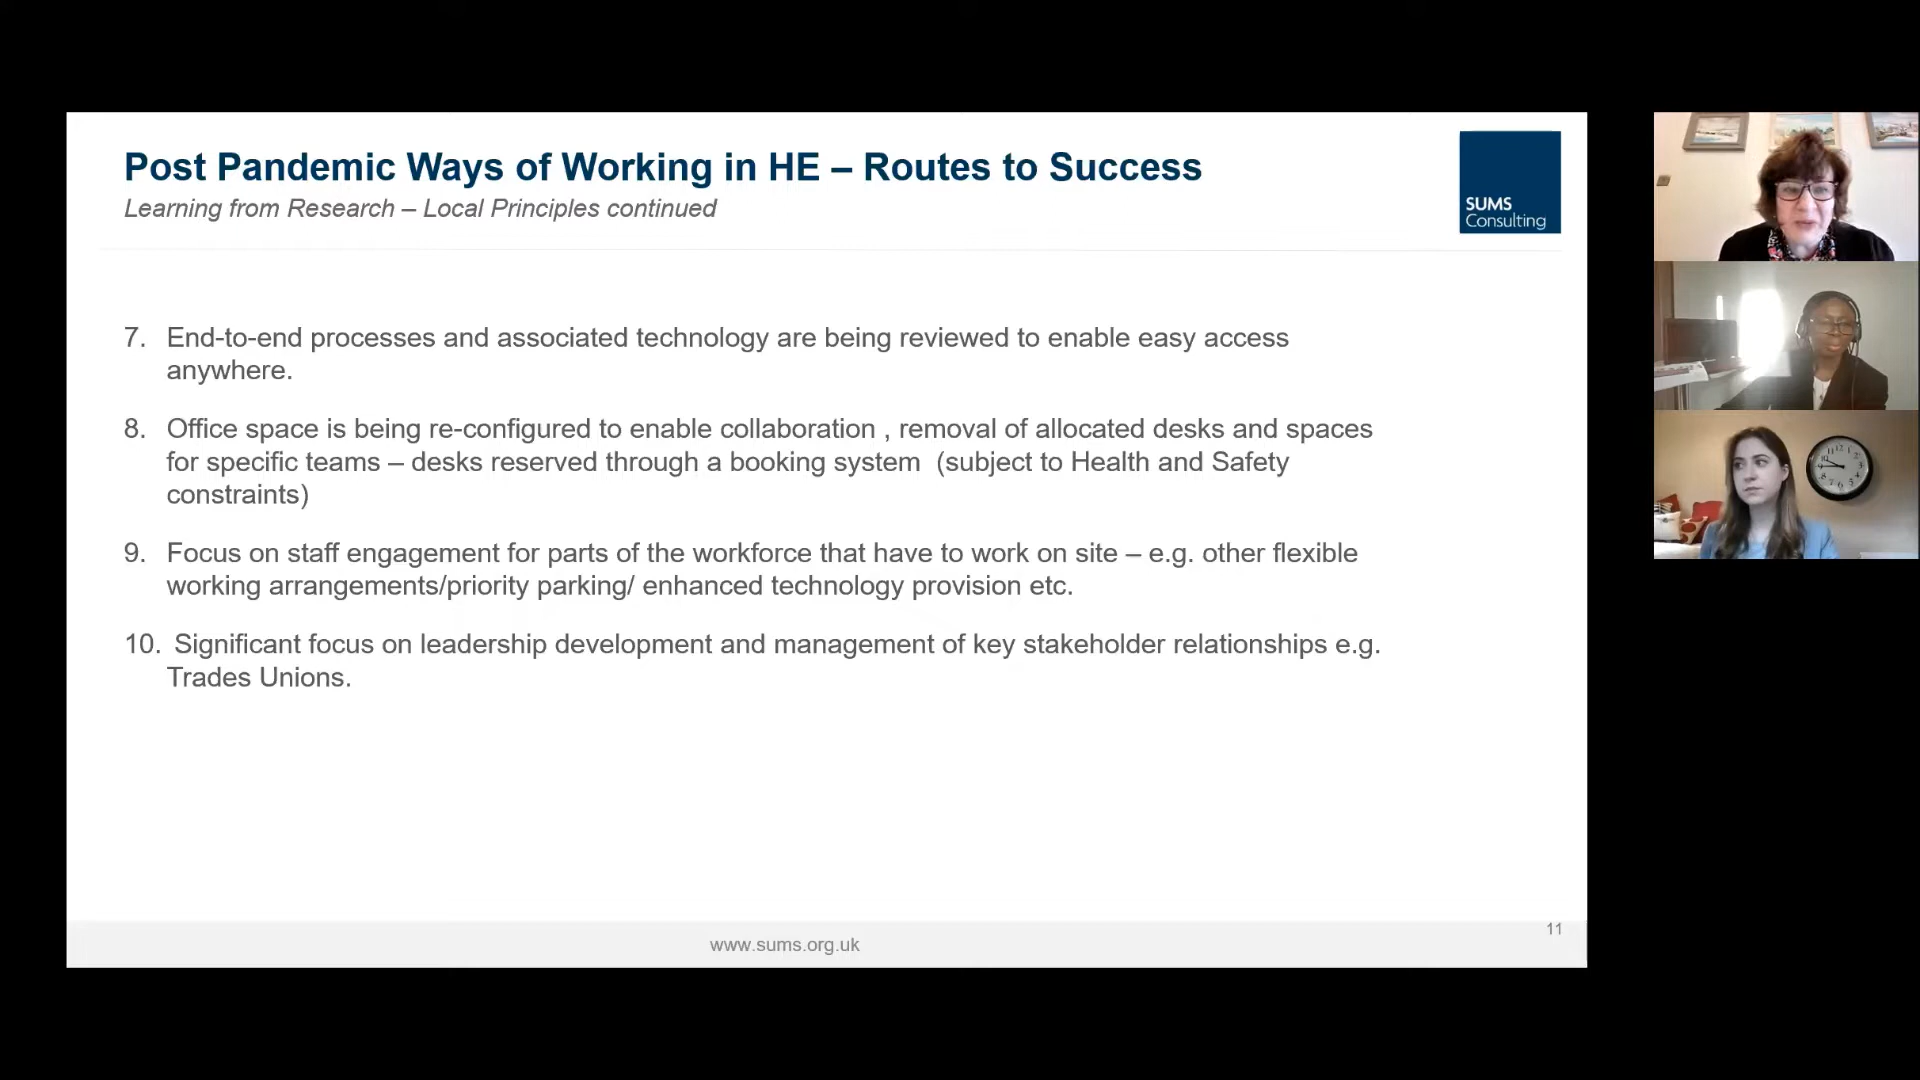 Post Pandemic Ways of Working in HE – Routes to Success
Learning from Research – Local Principles continued
SUMS
Consulting
7. End-to-end processes and associated technology are being reviewed to enable easy access
anywhere.
8. Office space is being re-configured to enable collaboration , removal of allocated desks and spaces
for specific teams – desks reserved through a booking system (subject to Health and Safety
constraints)
9. Focus on staff engagement for parts of the workforce that have to work on site – e.g. other flexible
working arrangements/priority parking/ enhanced technology provision etc.
10. Significant focus on leadership development and management of key stakeholder relationships e.g.
Trades Unions.
www.sums.org.uk
11